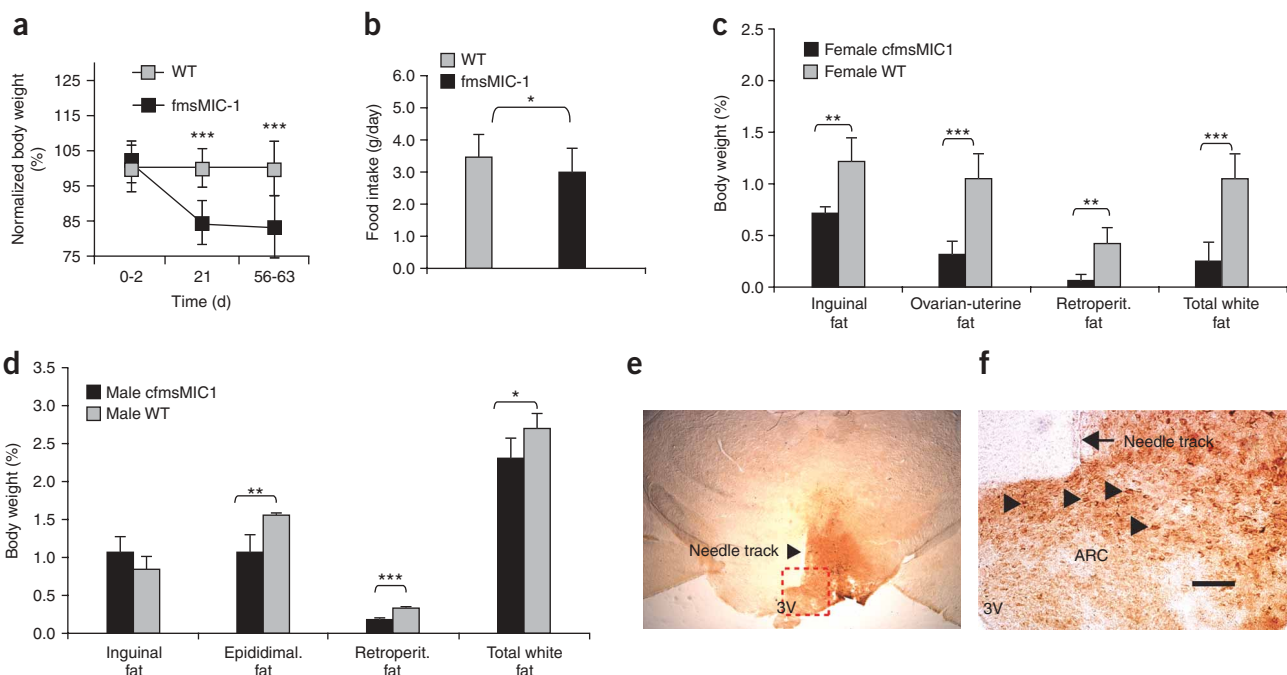 a
WT
fmsMIC-1
Normalized body weight
(%)
125
105
95
85
75
***
***
0-2
21
56-63
Time (d)
b
WT
fmsMIC-1
Food intake (g/day)
6.0
5.0
4.0
3.0
2.0
1.0
0.0
*
c
Female cfmsMIC1
Female WT
Body weight (%)
2.5
2.0
1.5
1.0
0.5
0.0
**
***
**
***
Inguinal
fat
Ovarian-uterine
fat
Retroperit.
fat
Total white
fat
d
Male cfmsMIC1
Male WT
Body weight (%)
3.5
3.0
2.5
2.0
1.5
1.0
0.5
0.0
**
***
*
Inguinal
fat
Epididimal.
fat
Retroperit.
fat
Total white
fat
e
Needle track
3V
f
Needle track
ARC
3V